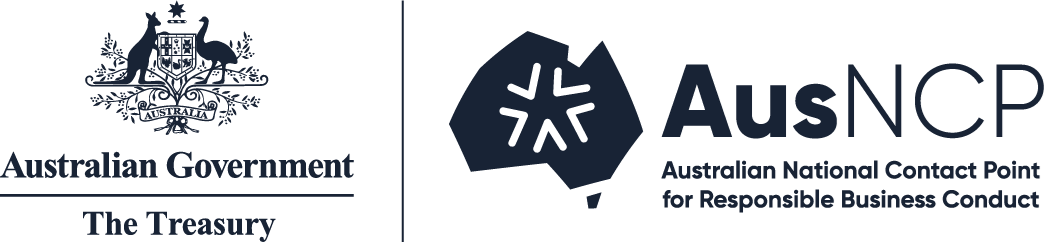 AUSTRALIA
Australian Government
The Treasury
AusNCP
Australian National Contact Point
for Responsible Business Conduct